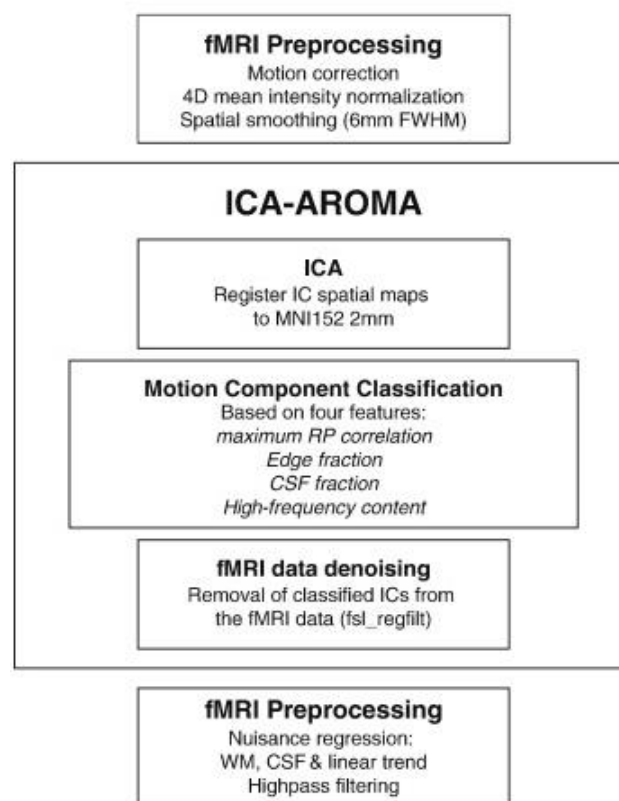 fMRI Preprocessing
Motion correction
4D mean intensity normalization
Spatial smoothing (6mm FWHM)
ICA-AROMA
ICA
Register IC spatial maps
to MNI152 2mm
Motion Component Classification
Based on four features:
maximum RP correlation
Edge fraction
CSF fraction
High-frequency content
fMRI data denoising
Removal of classified ICs from
the fMRI data (fsl_regfilt)
fMRI Preprocessing
Nuisance regression:
WM, CSF & linear trend
Highpass filtering